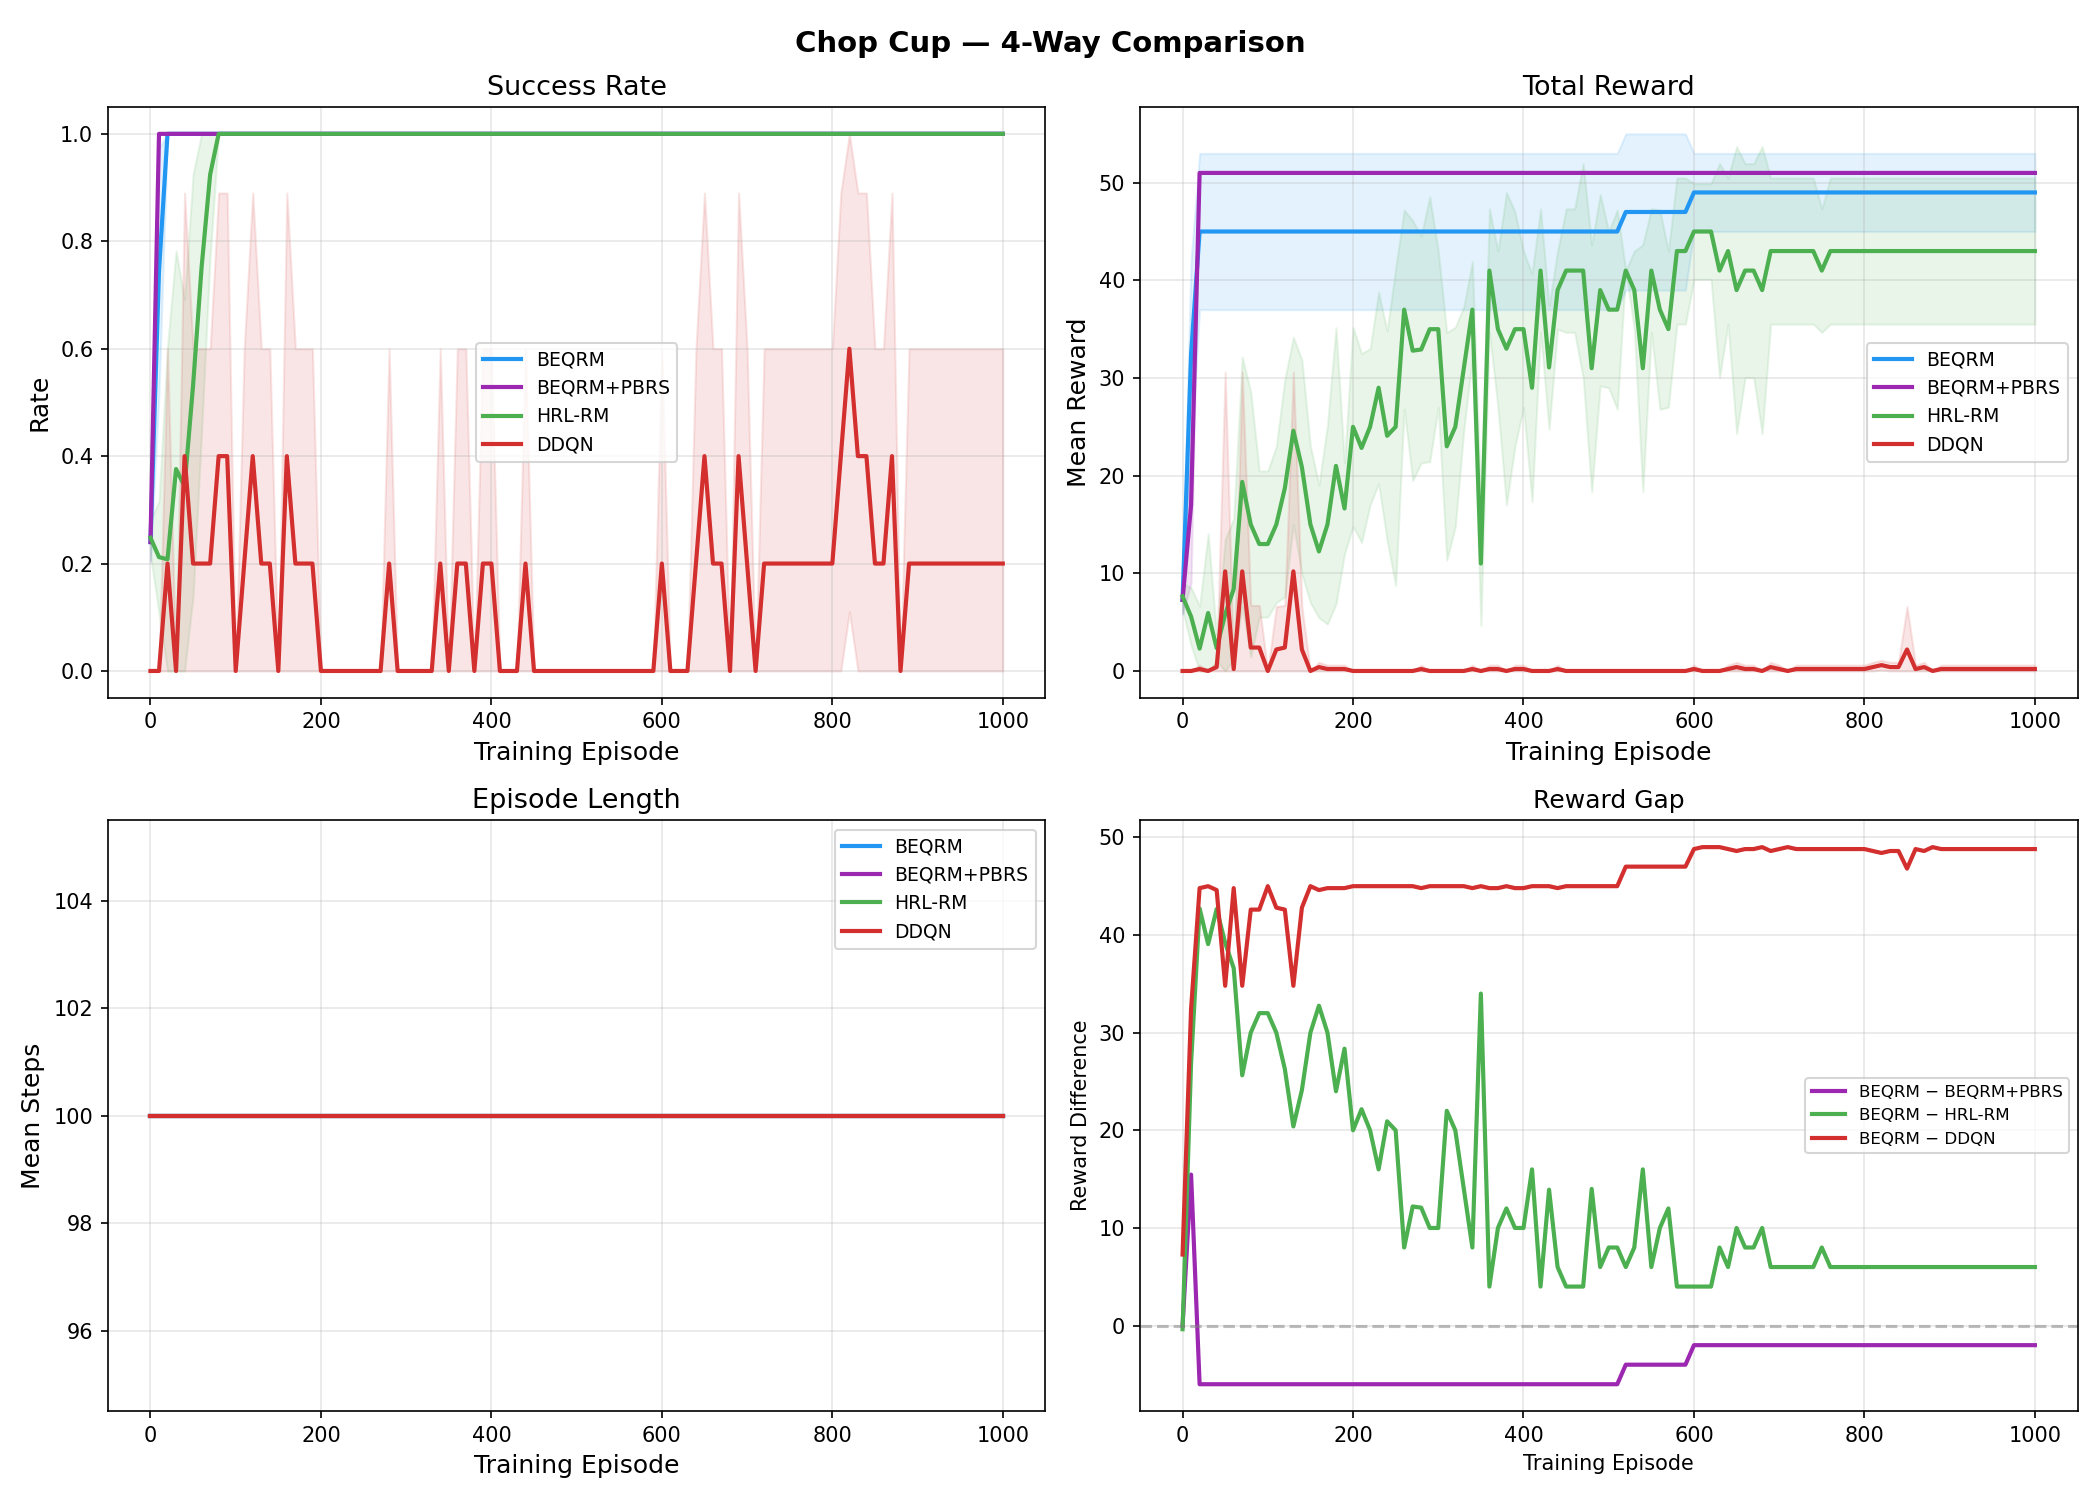 Chop Cup — 4-Way Comparison
Success Rate
Rate
1.0
0.8
0.6
0.4
0.2
0.0
BEQRM
BEQRM+PBRS
HRL-RM
DDQN
0 200 400 600 800 1000
Training Episode
Total Reward
Mean Reward
50
40
30
20
10
0
BEQRM
BEQRM+PBRS
HRL-RM
DDQN
0 200 400 600 800 1000
Training Episode
Episode Length
Mean Steps
104
102
100
98
96
BEQRM
BEQRM+PBRS
HRL-RM
DDQN
0 200 400 600 800 1000
Training Episode
Reward Gap
Reward Difference
50
40
30
20
10
0
BEQRM − BEQRM+PBRS
BEQRM − HRL-RM
BEQRM − DDQN
0 200 400 600 800 1000
Training Episode